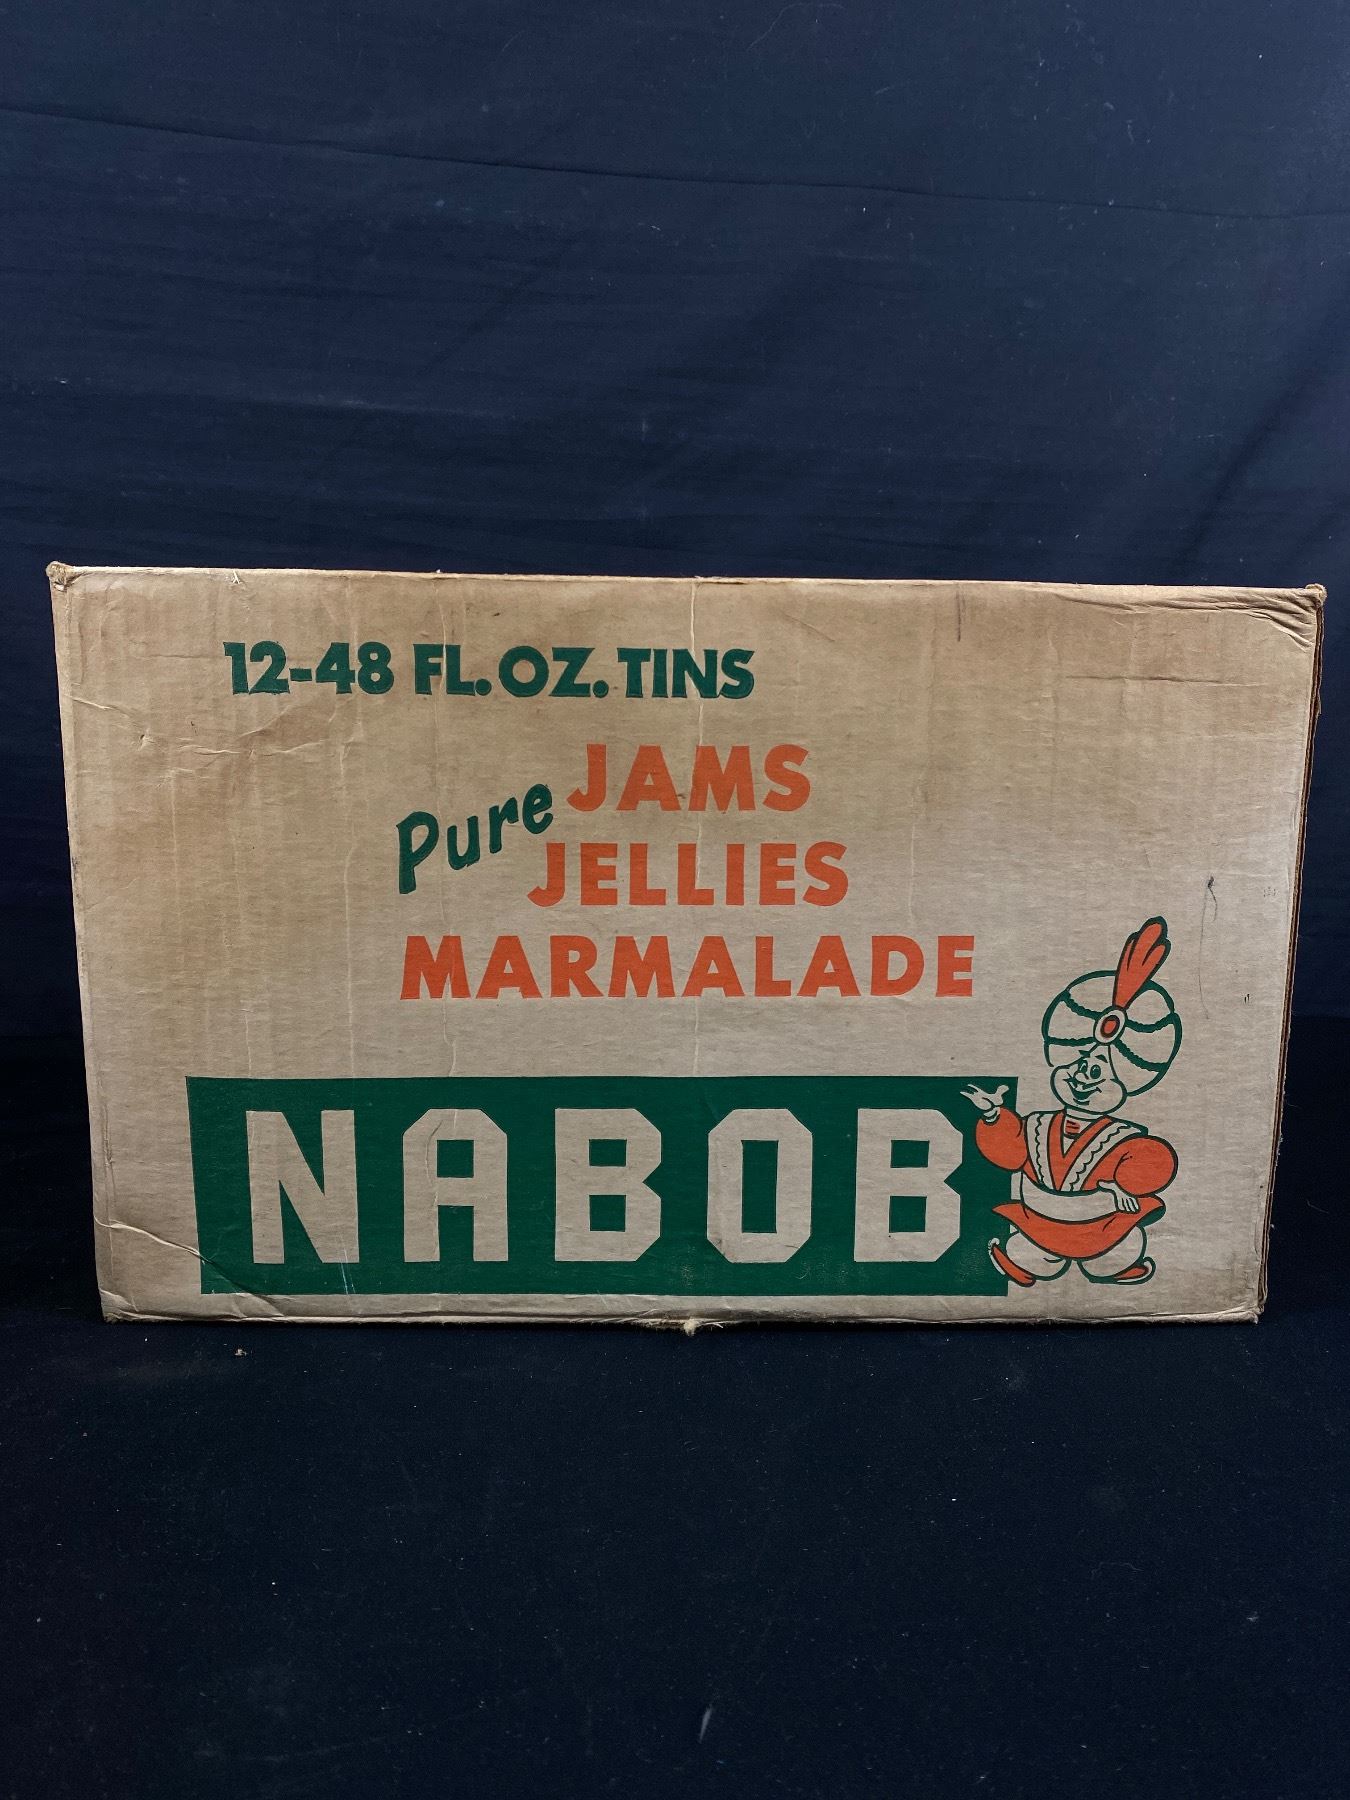 12-48 FL. OZ. TINS
Pure JAMS
JELLIES
MARMALADE
NABOB